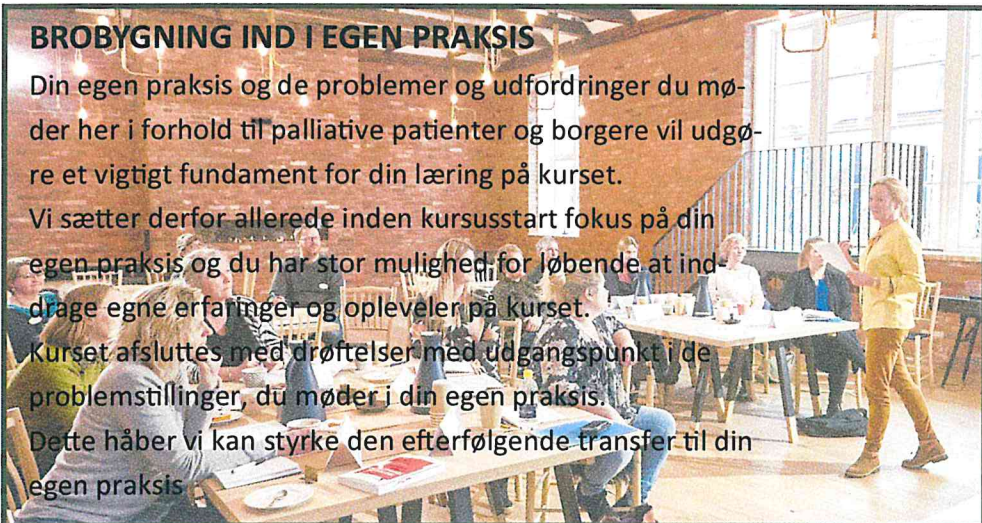 BROBYGNING IND I EGEN PRAKSIS
Din egen praksis og de problemer og udfordringer du mø-
der her i forhold til palliative patienter og borgere vil udgø-
re et vigtigt fundament for din læring på kurset.
Vi sætter derfor allerede inden kursusstart fokus på din
egen praksis og du har stor mulighed for løbende at ind-
drage egne erfaringer og opleveler på kurset.
Kurset afsluttes med drøftelser med udgangspunkt i de
problemstillinger, du møder i din egen praksis.
Dette håber vi kan styrke den efterfølgende transfer til din
egen praksis